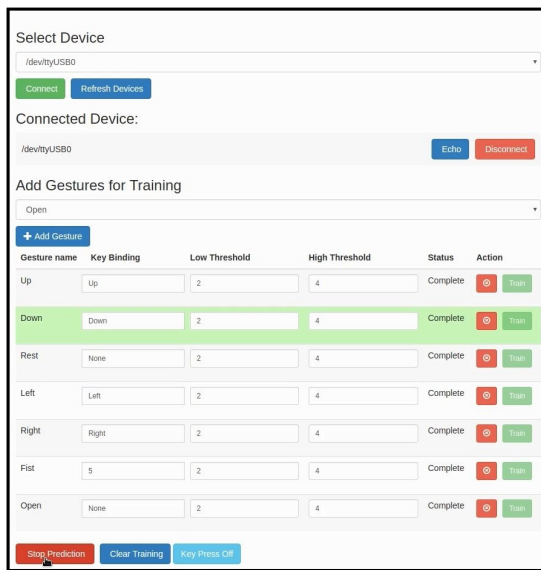 Select Device
/dev/ttyUSB0
Connect Refresh Devices
Connected Device:
/dev/ttyUSB0 Echo Disconnect
Add Gestures for Training
Open
Add Gesture
Gesture name Key Binding Low Threshold High Threshold Status Action
Up Up 2 4 Complete Train
Down Down 2 4 Complete Train
Rest None 2 4 Complete Train
Left Left 2 4 Complete Train
Right Right 2 4 Complete Train
Fist 5 2 4 Complete Train
Open None 2 4 Complete Train
Stop Prediction Clear Training Key Press Off